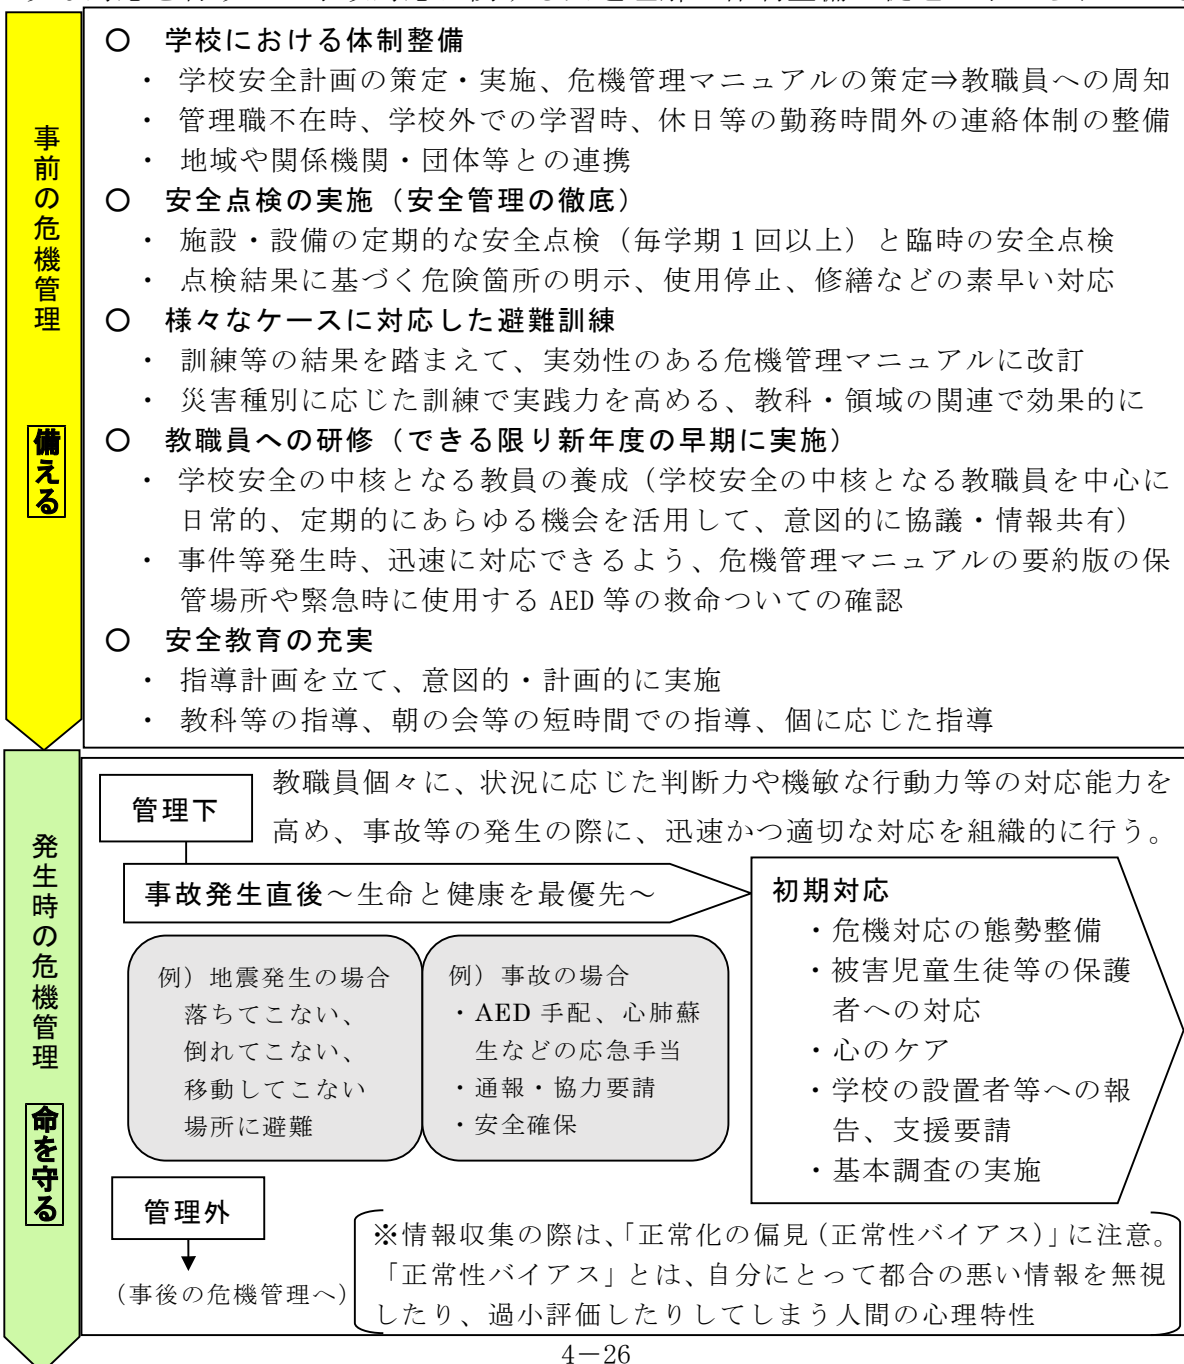 事前の危機管理
備える
○ 学校における体制整備
・ 学校安全計画の策定・実施、危機管理マニュアルの策定⇒教職員への周知
・ 管理職不在時、学校外での学習時、休日等の勤務時間外の連絡体制の整備
・ 地域や関係機関・団体等との連携
○ 安全点検の実施（安全管理の徹底）
・ 施設・設備の定期的な安全点検（毎学期１回以上）と臨時の安全点検
・ 点検結果に基づく危険箇所の明示、使用停止、修繕などの素早い対応
○ 様々なケースに対応した避難訓練
・ 訓練等の結果を踏まえて、実効性のある危機管理マニュアルに改訂
・ 災害種別に応じた訓練で実践力を高める、教科・領域の関連で効果的に
○ 教職員への研修（できる限り新年度の早期に実施）
・ 学校安全の中核となる教員の養成（学校安全の中核となる教職員を中心に
日常的、定期的にあらゆる機会を活用して、意図的に協議・情報共有）
・ 事件等発生時、迅速に対応できるよう、危機管理マニュアルの要約版の保
管場所や緊急時に使用する AED 等の救命ついての確認
○ 安全教育の充実
・ 指導計画を立て、意図的・計画的に実施
・ 教科等の指導、朝の会等の短時間での指導、個に応じた指導
発生時の危機管理
命を守る
管理下
教職員個々に、状況に応じた判断力や機敏な行動力等の対応能力を
高め、事故等の発生の際に、迅速かつ適切な対応を組織的に行う。
事故発生直後～生命と健康を最優先～
例）地震発生の場合
落ちてこない、
倒れてこない、
移動してこない
場所に避難
例）事故の場合
・AED 手配、心肺蘇
生などの応急手当
・通報・協力要請
・安全確保
初期対応
・危機対応の態勢整備
・被害児童生徒等の保護
者への対応
・心のケア
・学校の設置者等への報
告、支援要請
・基本調査の実施
管理外
（事後の危機管理へ）
※情報収集の際は、「正常化の偏見（正常性バイアス）」に注意。
「正常性バイアス」とは、自分にとって都合の悪い情報を無視
したり、過小評価したりしてしまう人間の心理特性
4－26